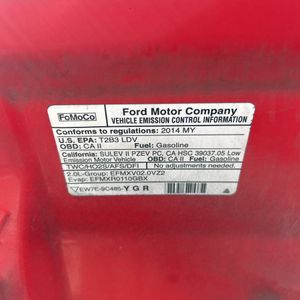 FoMoCo
Ford Motor Company
VEHICLE EMISSION CONTROL INFORMATION
Conforms to regulations: 2014 MY
U.S. EPA: T2B3 LDV
OBD: CA II Fuel: Gasoline
California: SULEV II PZEV PC, CA HSC 39037.05 Low
Emission Motor Vehicle OBD: CA II Fuel: Gasoline
TWC/HO2S/AFS/DFI No adjustments needed.
2.0L-Group: EFMXV02.0VZ2
Evap: EFMXR0110GBX
EW7E-9C485- YGR